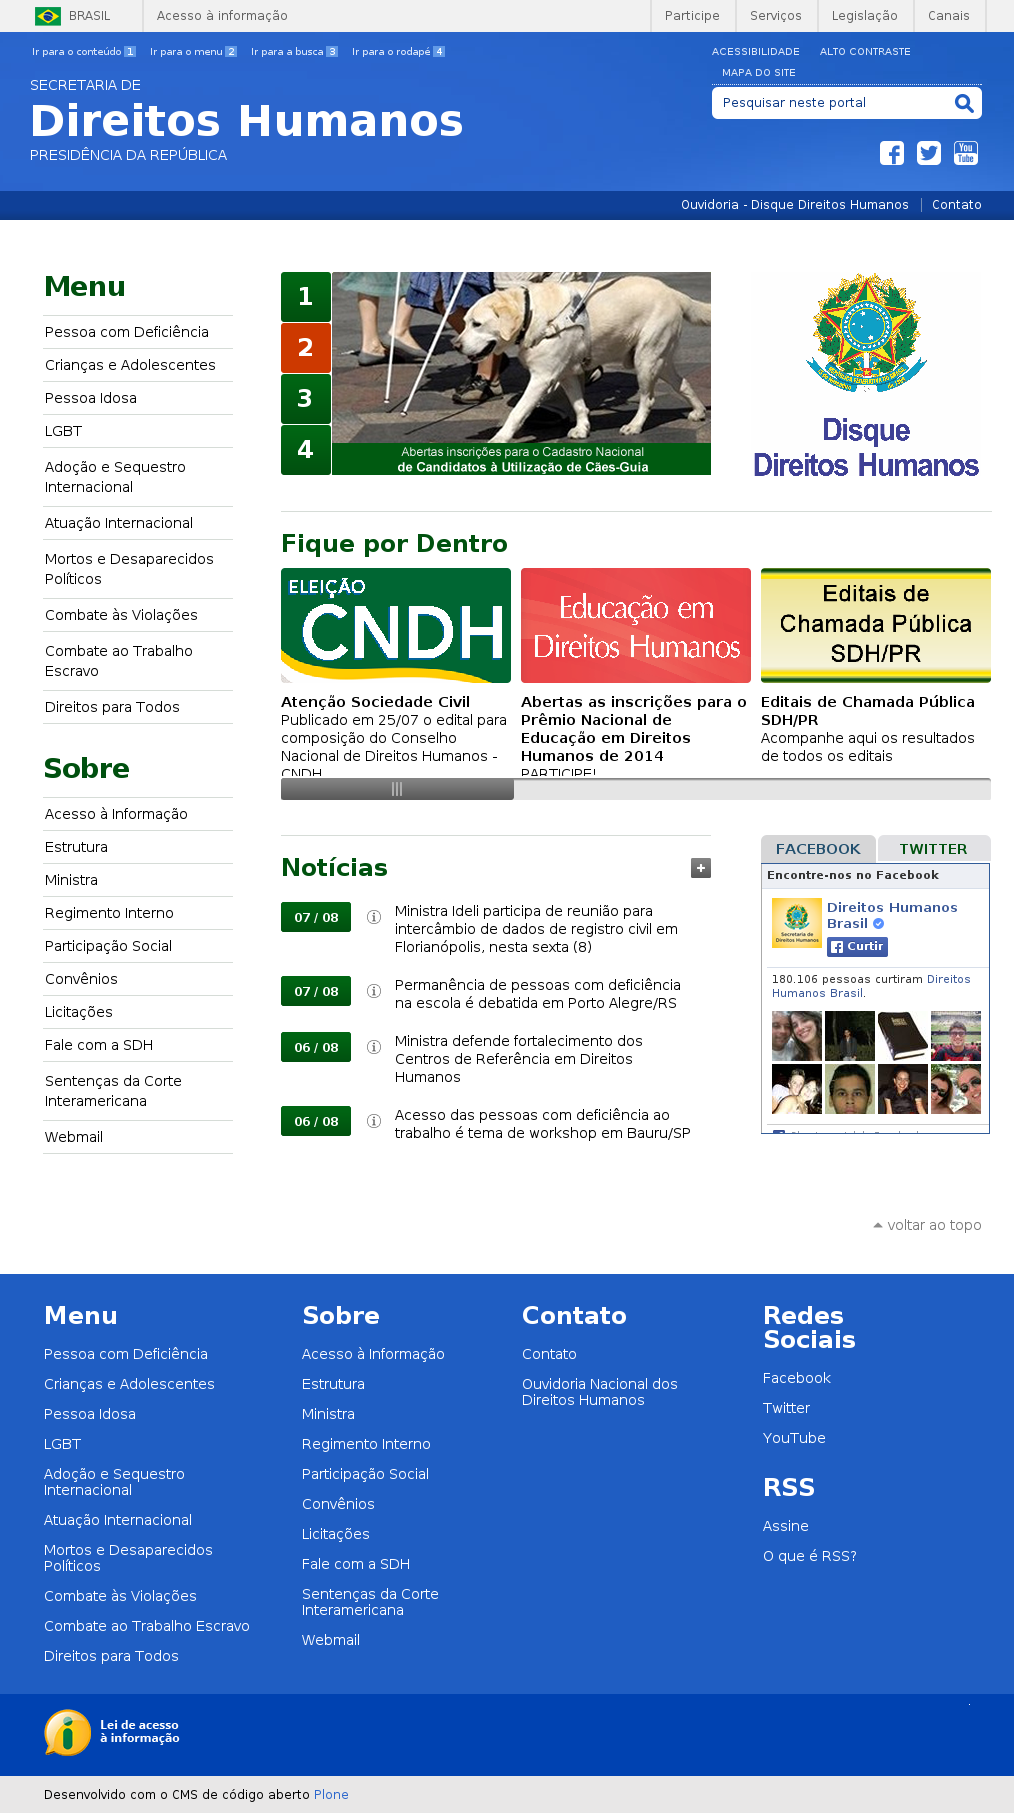 BRASIL
Acesso à informação
Participe
Serviços
Legislação
Canais
Ir para o conteúdo 1
Ir para o menu 2
Ir para a busca 3
Ir para o rodapé 4
ACESSIBILIDADE
ALTO CONTRASTE
MAPA DO SITE
SECRETARIA DE
Direitos Humanos
PRESIDÊNCIA DA REPÚBLICA
Pesquisar neste portal
You
Tube
Ouvidoria - Disque Direitos Humanos
Contato
Menu
Pessoa com Deficiência
Crianças e Adolescentes
Pessoa Idosa
LGBT
Adoção e Sequestro
Internacional
Atuação Internacional
Mortos e Desaparecidos
Políticos
Combate às Violações
Combate ao Trabalho
Escravo
Direitos para Todos
Sobre
Acesso à Informação
Estrutura
Ministra
Regimento Interno
Participação Social
Convênios
Licitações
Fale com a SDH
Sentenças da Corte
Interamericana
Webmail
1
2
3
4
Abertas inscrições para o Cadastro Nacional
de Candidatos à Utilização de Cães-Guia
Disque
Direitos Humanos
Fique por Dentro
ELEIÇÃO
CNDH
Atenção Sociedade Civil
Publicado em 25/07 o edital para
composição do Conselho
Nacional de Direitos Humanos -
CNDH
Educação em
Direitos Humanos
Abertas as inscrições para o
Prêmio Nacional de
Educação em Direitos
Humanos de 2014
PARTICIPE!
Editais de
Chamada Pública
SDH/PR
Editais de Chamada Pública
SDH/PR
Acompanhe aqui os resultados
de todos os editais
Notícias
07 / 08
Ministra Ideli participa de reunião para
intercâmbio de dados de registro civil em
Florianópolis, nesta sexta (8)
07 / 08
Permanência de pessoas com deficiência
na escola é debatida em Porto Alegre/RS
06 / 08
Ministra defende fortalecimento dos
Centros de Referência em Direitos
Humanos
06 / 08
Acesso das pessoas com deficiência ao
trabalho é tema de workshop em Bauru/SP
FACEBOOK
TWITTER
Encontre-nos no Facebook
Direitos Humanos
Brasil
Curtir
180.106 pessoas curtiram Direitos
Humanos Brasil.
voltar ao topo
Menu
Pessoa com Deficiência
Crianças e Adolescentes
Pessoa Idosa
LGBT
Adoção e Sequestro
Internacional
Atuação Internacional
Mortos e Desaparecidos
Políticos
Combate às Violações
Combate ao Trabalho Escravo
Direitos para Todos
Sobre
Acesso à Informação
Estrutura
Ministra
Regimento Interno
Participação Social
Convênios
Licitações
Fale com a SDH
Sentenças da Corte
Interamericana
Webmail
Contato
Contato
Ouvidoria Nacional dos
Direitos Humanos
Redes
Sociais
Facebook
Twitter
YouTube
RSS
Assine
O que é RSS?
Lei de acesso
à informação
Desenvolvido com o CMS de código aberto Plone